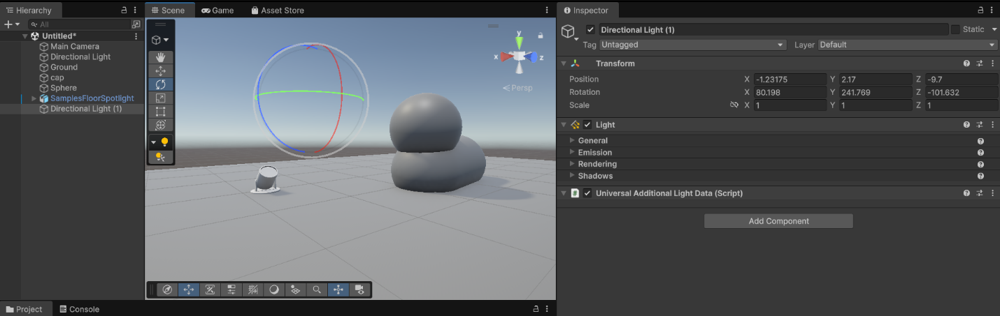 Hierarchy
Scene
Game
Asset Store
Inspector
All
Untitled*
Main Camera
Directional Light
Ground
cap
Sphere
SamplesFloorSpotlight
Directional Light (1)
y
x
z
Persp
Directional Light (1)
Static
Tag Untagged
Layer Default
Transform
Position X -1.23175 Y 2.17 Z -9.7
Rotation X 80.198 Y 241.769 Z -101.632
Scale X 1 Y 1 Z 1
Light
General
Emission
Rendering
Shadows
# Universal Additional Light Data (Script)
Add Component
Project
Console